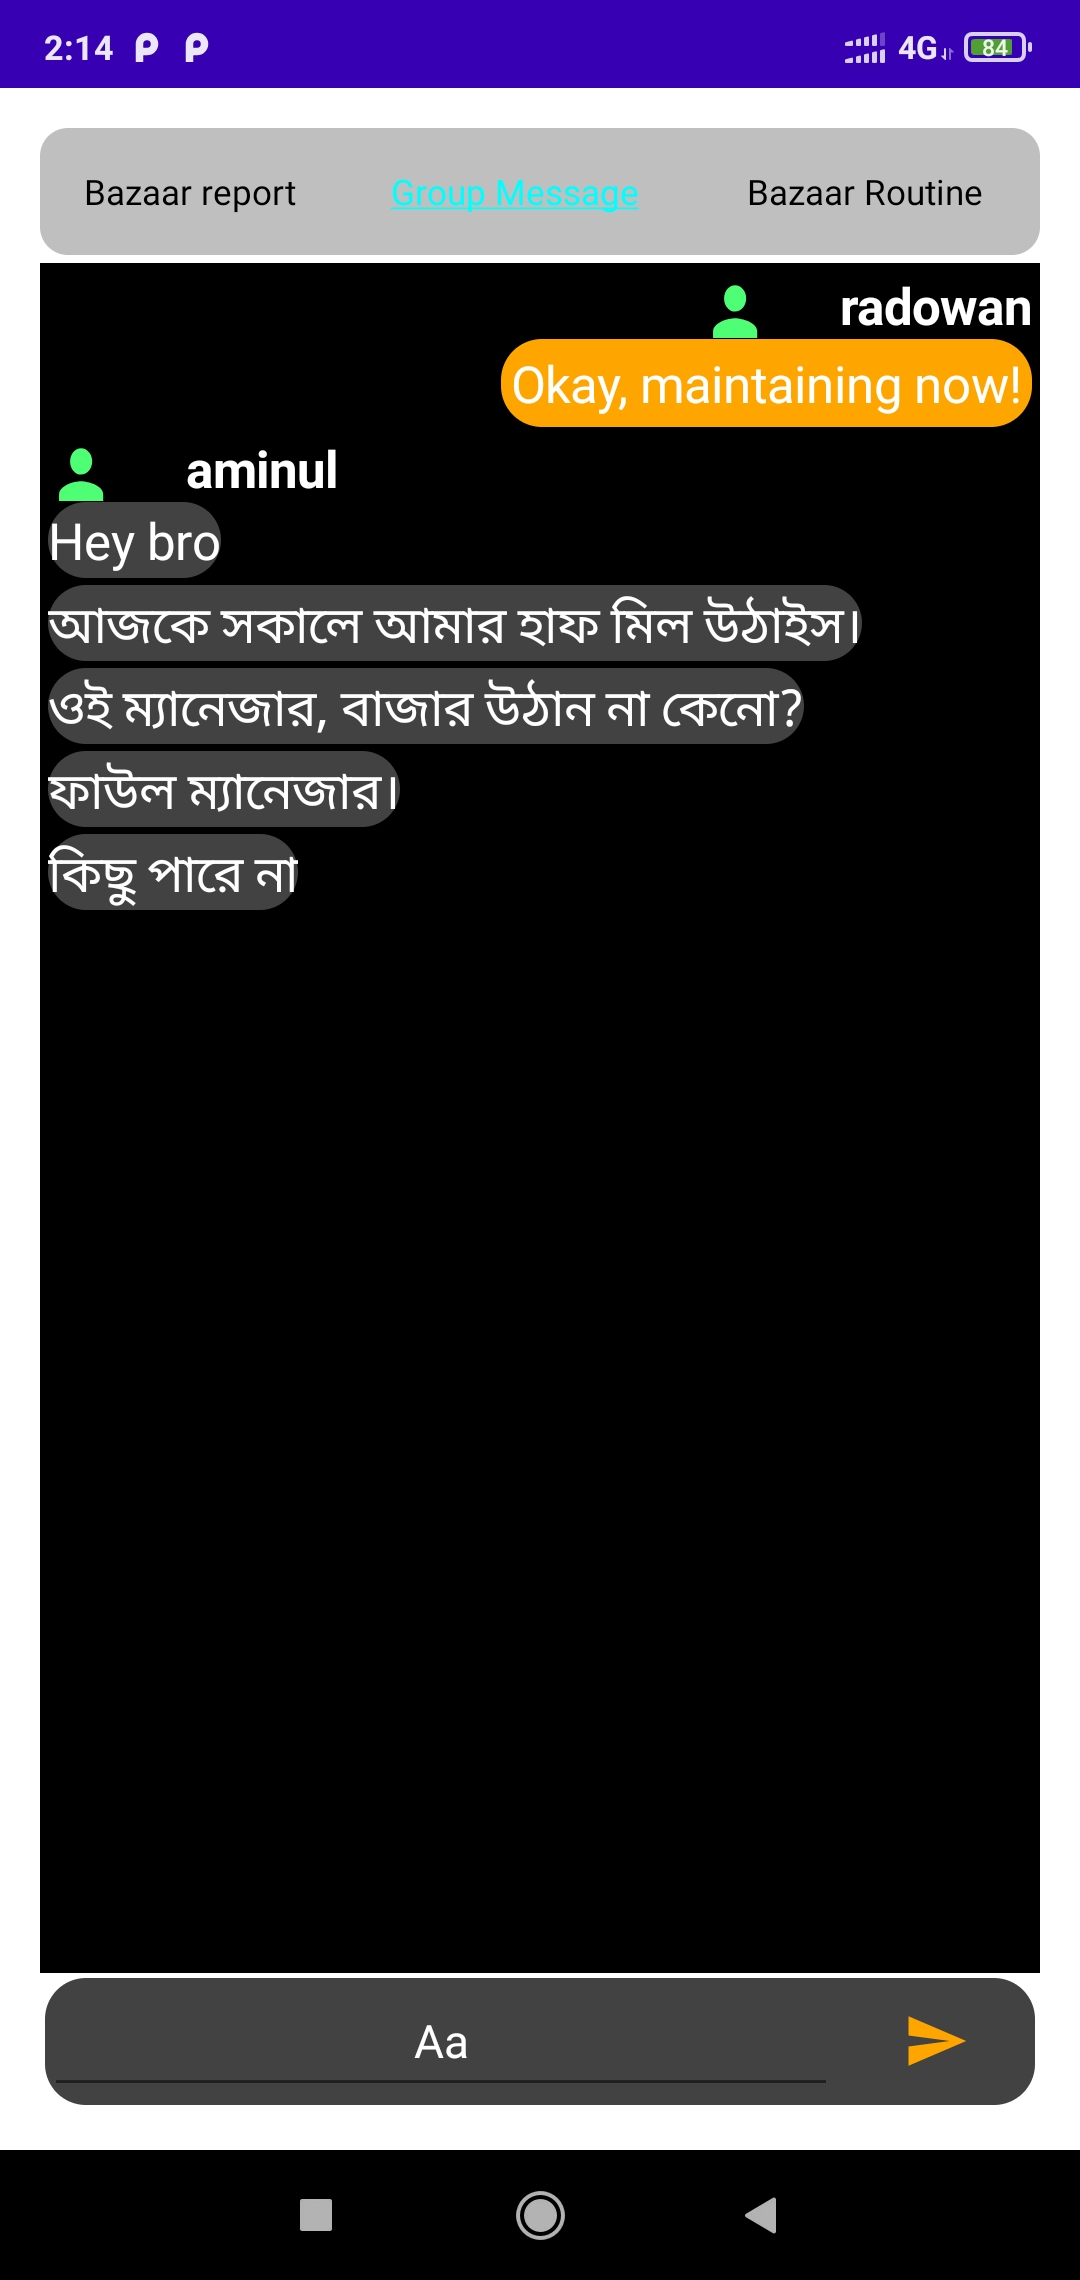 2:14 4G 84
Bazaar report Group Message Bazaar Routine
radowan
Okay, maintaining now!
aminul
Hey bro
আজকে সকালে আমার হাফ মিল উঠাইস।
ওই ম্যানেজার, বাজার উঠান না কেনো?
ফাউল ম্যানেজার।
কিছু পারে না
Aa